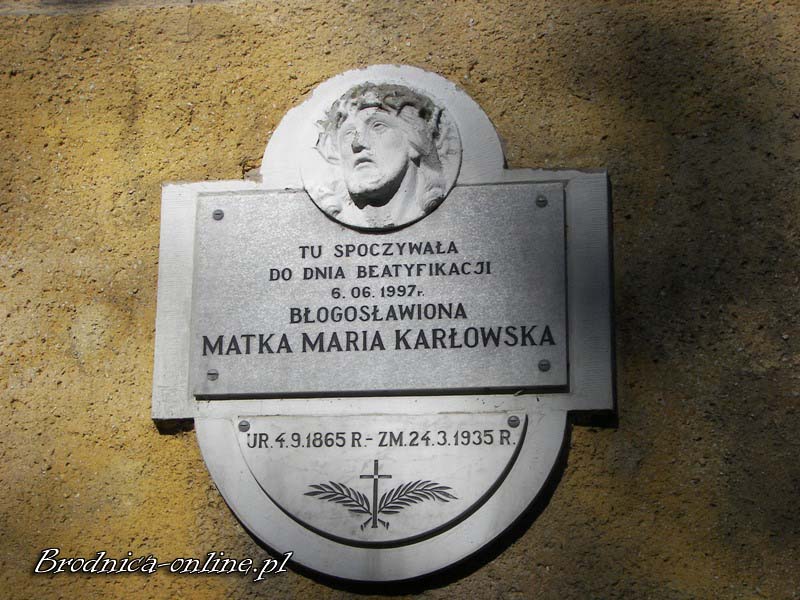 TU SPOCZYWAŁA
DO DNIA BEATYFIKACJI
6.06.1997r.
BŁOGOSŁAWIONA
MATKA MARIA KARŁOWSKA
UR. 4.9.1865 R.- ZM. 24.3.1935 R.
Brodnica-online.pl